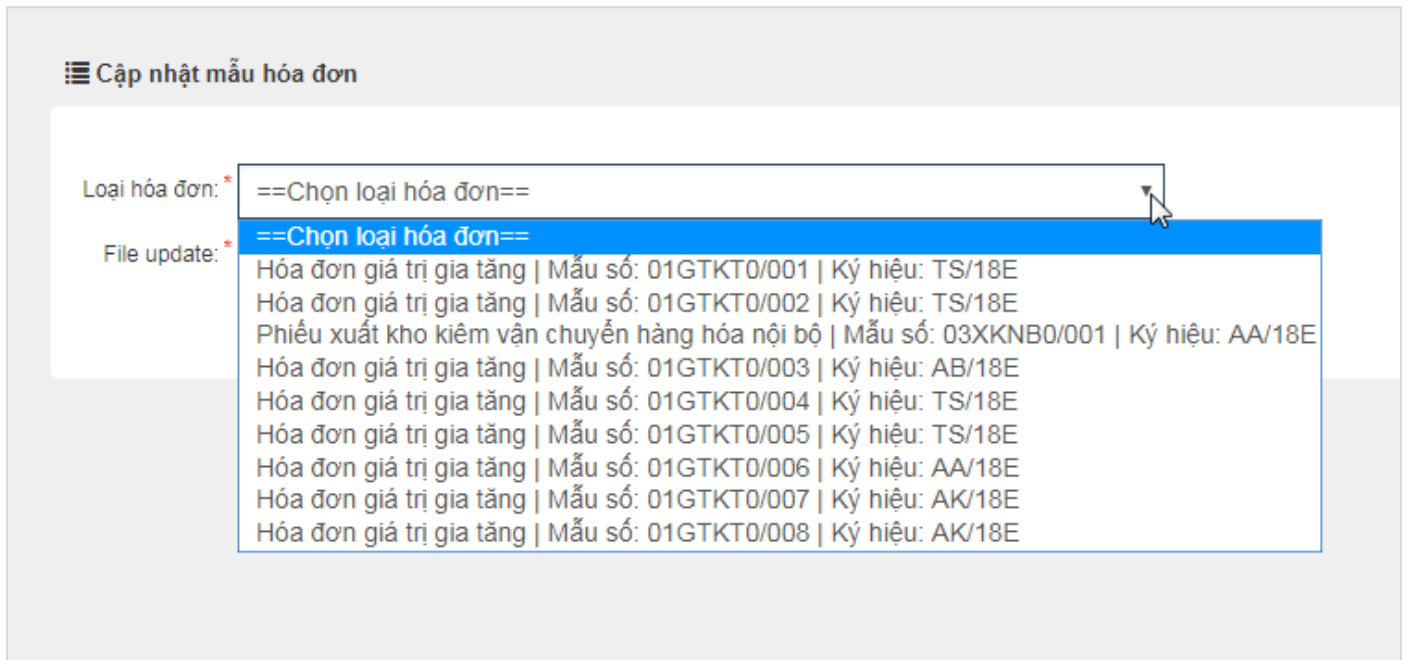 Cập nhật mẫu hóa đơn
Loại hóa đơn: *
==Chọn loại hóa đơn==
File update: *
==Chọn loại hóa đơn==
Hóa đơn giá trị gia tăng | Mẫu số: 01GTKT0/001 | Ký hiệu: TS/18E
Hóa đơn giá trị gia tăng | Mẫu số: 01GTKT0/002 | Ký hiệu: TS/18E
Phiếu xuất kho kiêm vận chuyển hàng hóa nội bộ | Mẫu số: 03XKNB0/001 | Ký hiệu: AA/18E
Hóa đơn giá trị gia tăng | Mẫu số: 01GTKT0/003 | Ký hiệu: AB/18E
Hóa đơn giá trị gia tăng | Mẫu số: 01GTKT0/004 | Ký hiệu: TS/18E
Hóa đơn giá trị gia tăng | Mẫu số: 01GTKT0/005 | Ký hiệu: TS/18E
Hóa đơn giá trị gia tăng | Mẫu số: 01GTKT0/006 | Ký hiệu: AA/18E
Hóa đơn giá trị gia tăng | Mẫu số: 01GTKT0/007 | Ký hiệu: AK/18E
Hóa đơn giá trị gia tăng | Mẫu số: 01GTKT0/008 | Ký hiệu: AK/18E